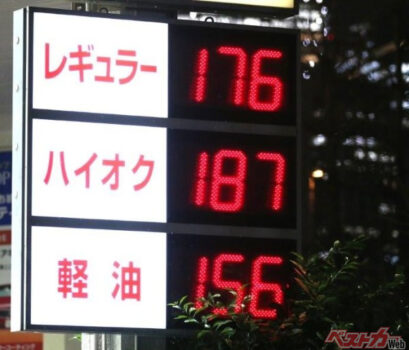 レギュラー 176
ハイオク 187
軽油 156
ベストカーWeb